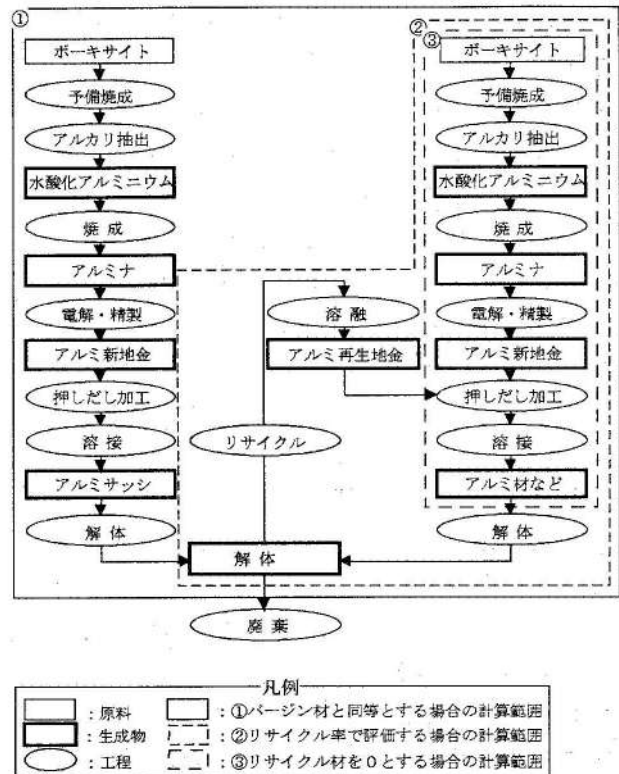 ①
②
③
ボーキサイト
予備焼成
アルカリ抽出
水酸化アルミニウム
焼 成
アルミナ
電解・精製
アルミ新地金
押しだし加工
溶 接
アルミサッシ
解 体
溶 融
アルミ再生地金
リサイクル
解 体
廃 棄
ボーキサイト
予備焼成
アルカリ抽出
水酸化アルミニウム
焼 成
アルミナ
電解・精製
アルミ新地金
押しだし加工
溶 接
アルミ材など
解 体
凡例
：原料 ：①バージン材と同等とする場合の計算範囲
：生成物 ：②リサイクル率で評価する場合の計算範囲
：工程 ：③リサイクル材を0とする場合の計算範囲